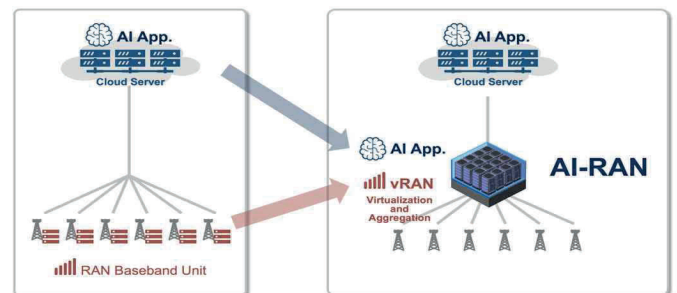 AI App.
Cloud Server
RAN Baseband Unit
AI App.
Cloud Server
AI App.
vRAN
Virtualization
and
Aggregation
AI-RAN